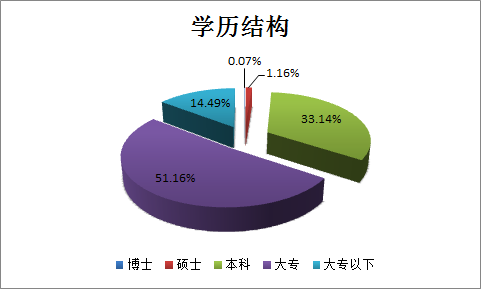 学历结构
0.07%
1.16%
14.49%
33.14%
51.16%
博士 硕士 本科 大专 大专以下